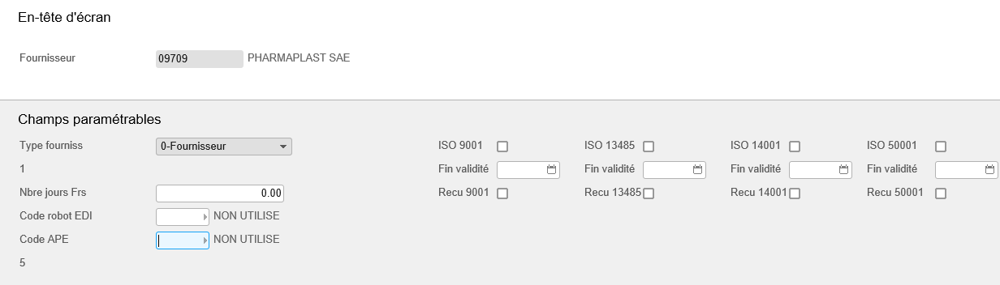 En-tête d'écran
Fournisseur 09709 PHARMAPLAST SAE
Champs paramétrables
Type fourniss 0-Fournisseur ISO 9001 ISO 13485 ISO 14001 ISO 50001
1 Fin validité Fin validité Fin validité Fin validité
Nbre jours Frs 0.00 Recu 9001 Recu 13485 Recu 14001 Recu 50001
Code robot EDI NON UTILISE
Code APE NON UTILISE
5